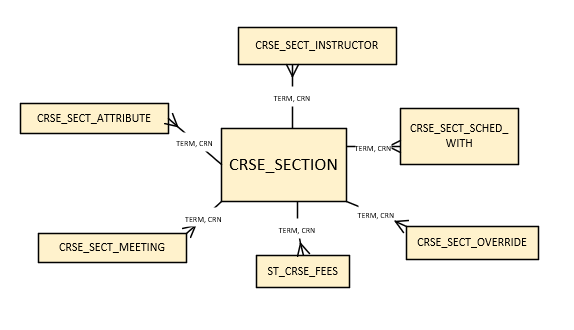 CRSE_SECT_INSTRUCTOR
TERM, CRN
CRSE_SECT_ATTRIBUTE
TERM, CRN
CRSE_SECT_SCHED_
WITH
TERM, CRN
CRSE_SECTION
TERM, CRN
TERM, CRN
TERM, CRN
CRSE_SECT_MEETING
ST_CRSE_FEES
CRSE_SECT_OVERRIDE